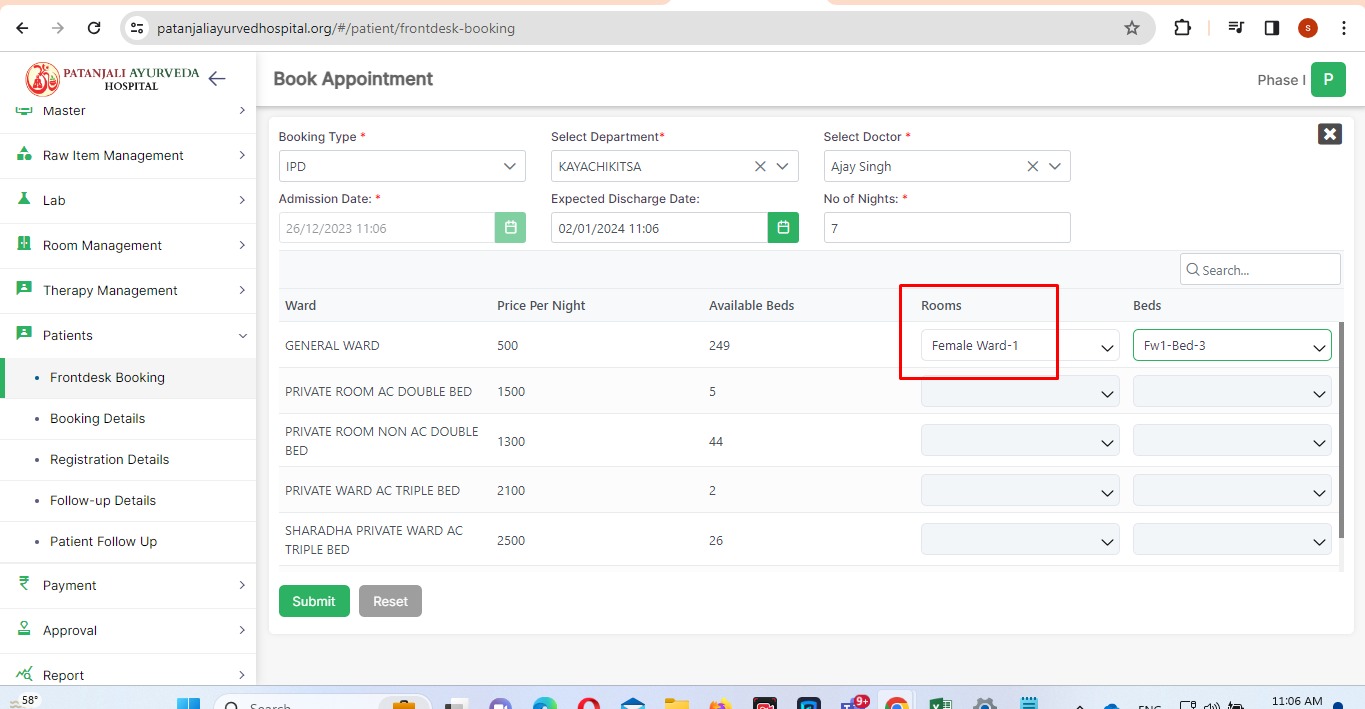 patanjaliayurvedhospital.org/#/patient/frontdesk-booking
S
PATANJALI AYURVEDA
HOSPITAL
Book Appointment
Phase I
P
Master
Raw Item Management
Lab
Room Management
Therapy Management
Patients
Frontdesk Booking
Booking Details
Registration Details
Follow-up Details
Patient Follow Up
Payment
Approval
Report
Booking Type *
Select Department*
Select Doctor *
IPD
KAYACHIKITSA
Ajay Singh
Admission Date: *
Expected Discharge Date:
No of Nights: *
26/12/2023 11:06
02/01/2024 11:06
7
Search...
Ward Price Per Night Available Beds Rooms Beds
GENERAL WARD 500 249 Female Ward-1 Fw1-Bed-3
PRIVATE ROOM AC DOUBLE BED 1500 5
PRIVATE ROOM NON AC DOUBLE
BED
1300 44
PRIVATE WARD AC TRIPLE BED 2100 2
SHARADHA PRIVATE WARD AC
TRIPLE BED
2500 26
Submit
Reset
58°
Search
9+
ENG
11:06 AM